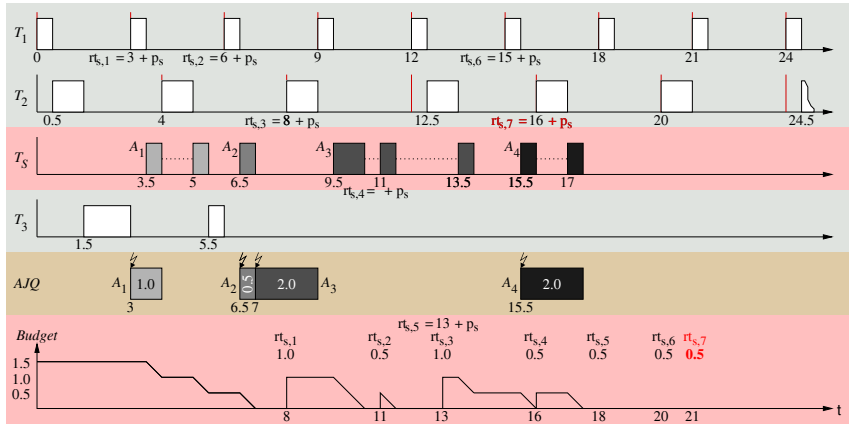 T1
0 3 6 9 12 15 18 21 24
rts,1 = 3 + ps rts,2 = 6 + ps rts,6 = 15 + ps
T2
0.5 4 8 12.5 16 20 24.5
rts,3 = 8 + ps rts,7 = 16 + ps
TS
A1 A2 A3 A4
3.5 5 6.5 9.5 11 13.5 15.5 17
rts,4 = + ps
T3
1.5 5.5
AJQ
A1 1.0 A2 0.5 2.0 A3 A4 2.0
3 6.5 7 15.5
rts,5 = 13 + ps
Budget
rts,1 rts,2 rts,3 rts,4 rts,5 rts,6 rts,7
1.0 0.5 1.0 0.5 0.5 0.5 0.5
1.5
1.0
0.5
t
8 11 13 16 18 20 21